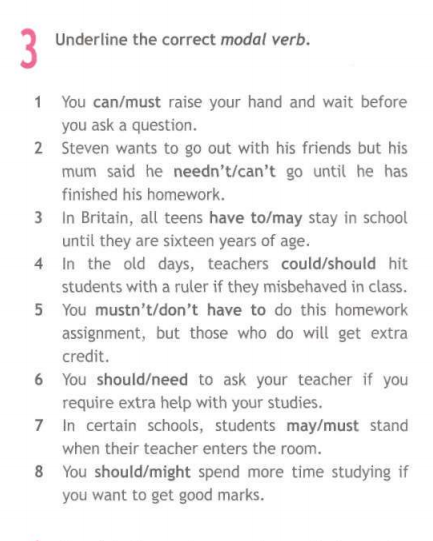 3 Underline the correct modal verb.
1 You can/must raise your hand and wait before
you ask a question.
2 Steven wants to go out with his friends but his
mum said he needn't/can't go until he has
finished his homework.
3 In Britain, all teens have to/may stay in school
until they are sixteen years of age.
4 In the old days, teachers could/should hit
students with a ruler if they misbehaved in class.
5 You mustn't/don't have to do this homework
assignment, but those who do will get extra
credit.
6 You should/need to ask your teacher if you
require extra help with your studies.
7 In certain schools, students may/must stand
when their teacher enters the room.
8 You should/might spend more time studying if
you want to get good marks.